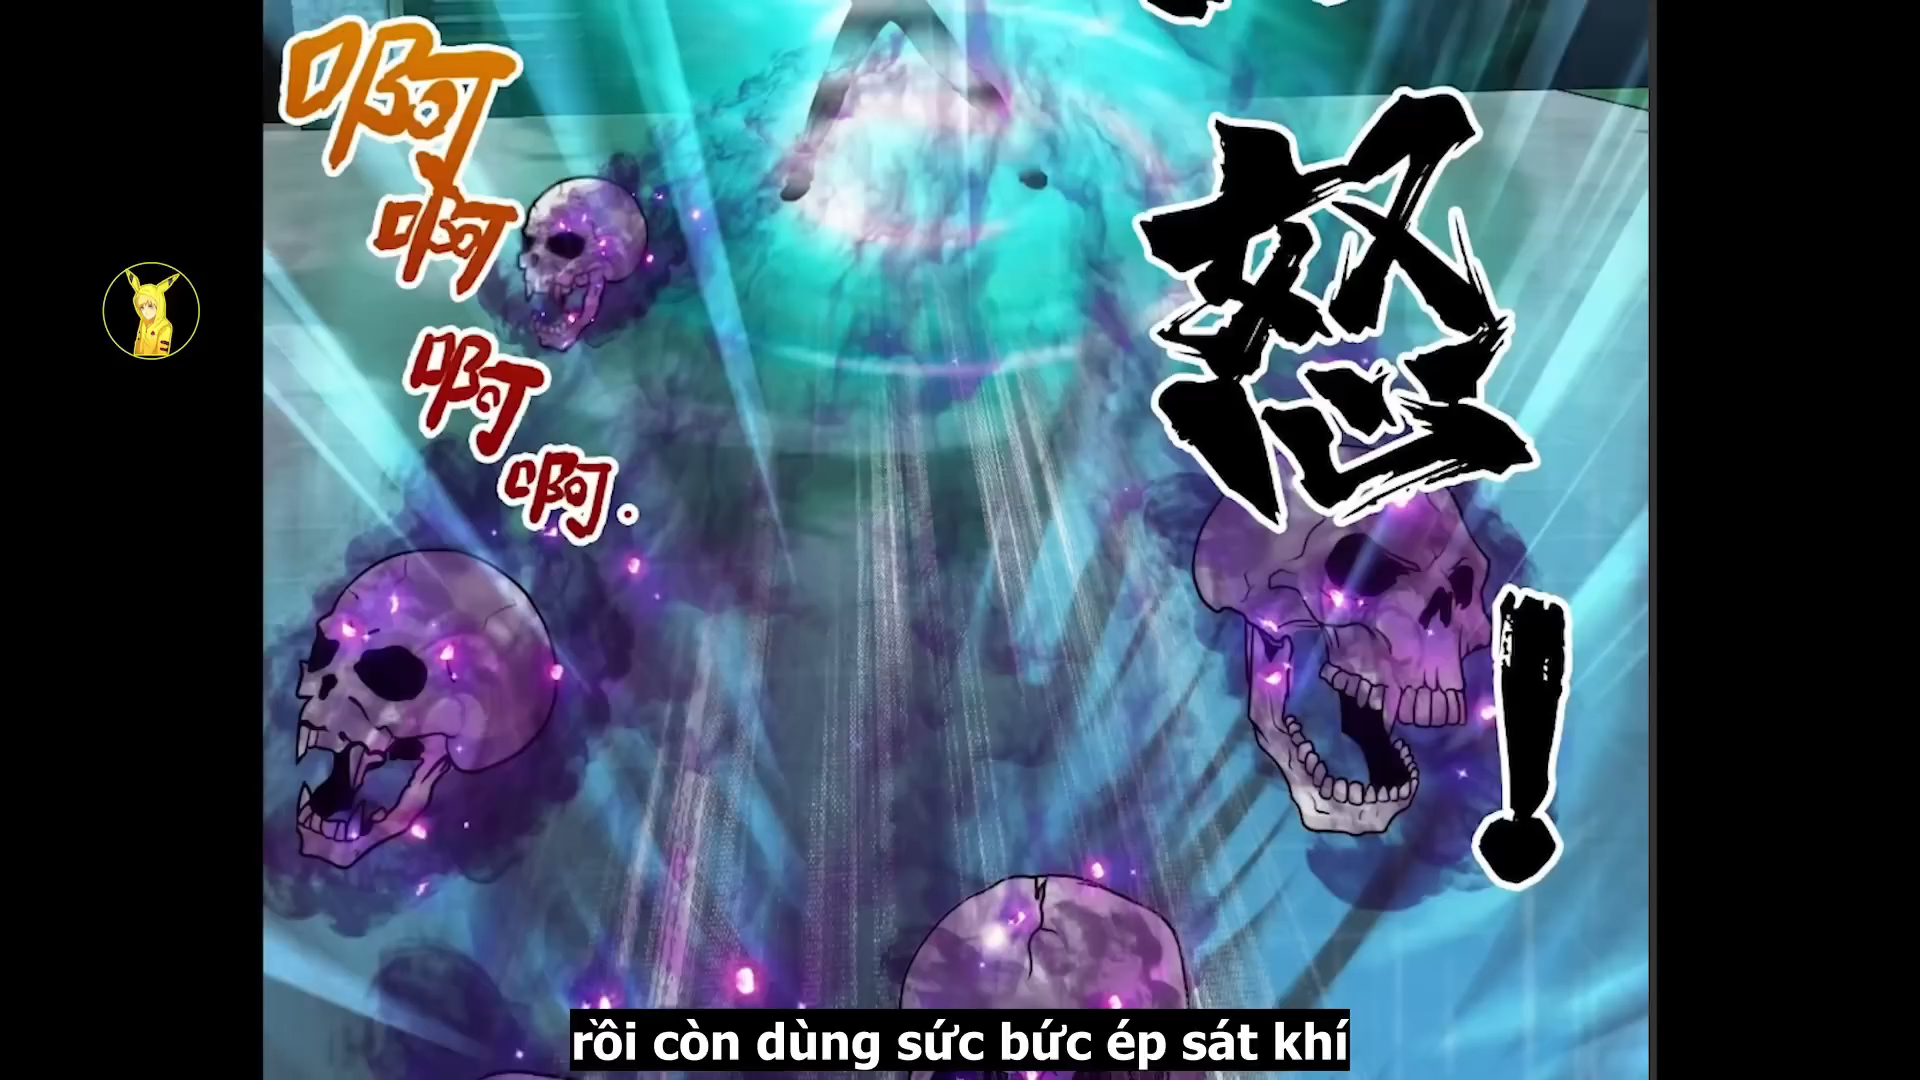 啊
啊
啊
啊.
怒
!
rồi còn dùng sức bức ép sát khí